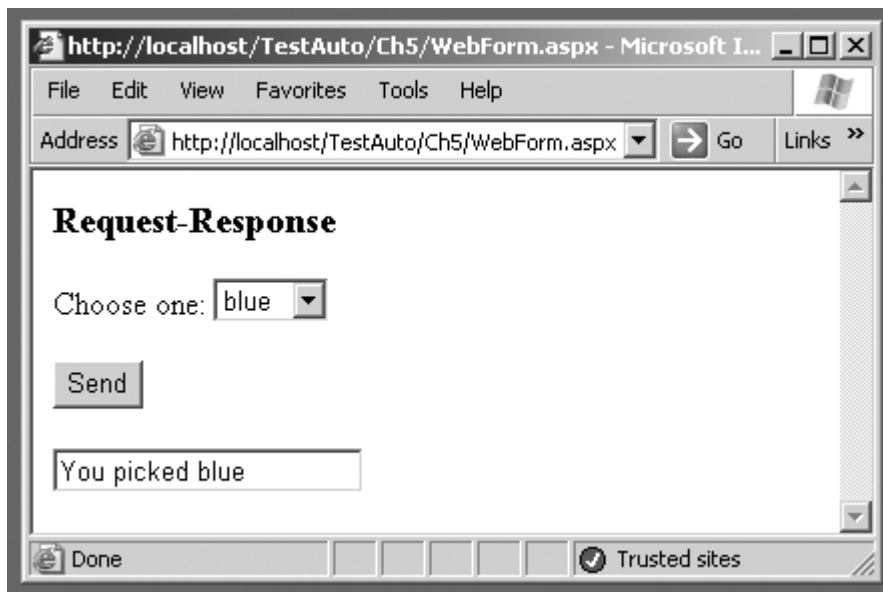 http://localhost/TestAuto/Ch5/WebForm.aspx - Microsoft I...
File Edit View Favorites Tools Help
Address http://localhost/TestAuto/Ch5/WebForm.aspx Go Links »
Request-Response
Choose one: blue
Send
You picked blue
Done Trusted sites